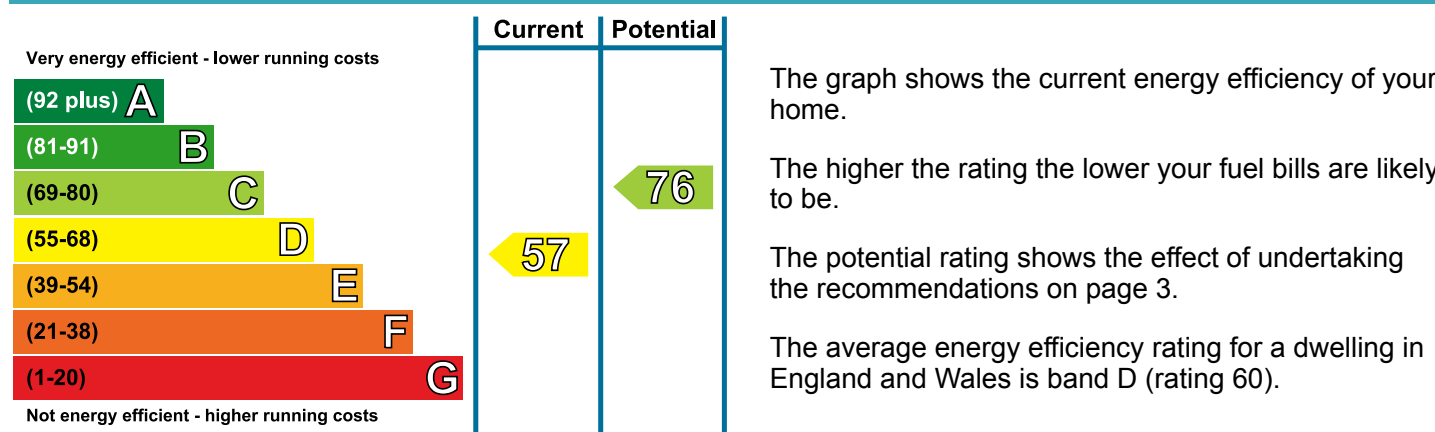 Current Potential
Very energy efficient - lower running costs
(92 plus) A
(81-91) B
(69-80) C
76
(55-68) D
57
(39-54) E
(21-38) F
(1-20) G
Not energy efficient - higher running costs
The graph shows the current energy efficiency of your
home.
The higher the rating the lower your fuel bills are likely
to be.
The potential rating shows the effect of undertaking
the recommendations on page 3.
The average energy efficiency rating for a dwelling in
England and Wales is band D (rating 60).